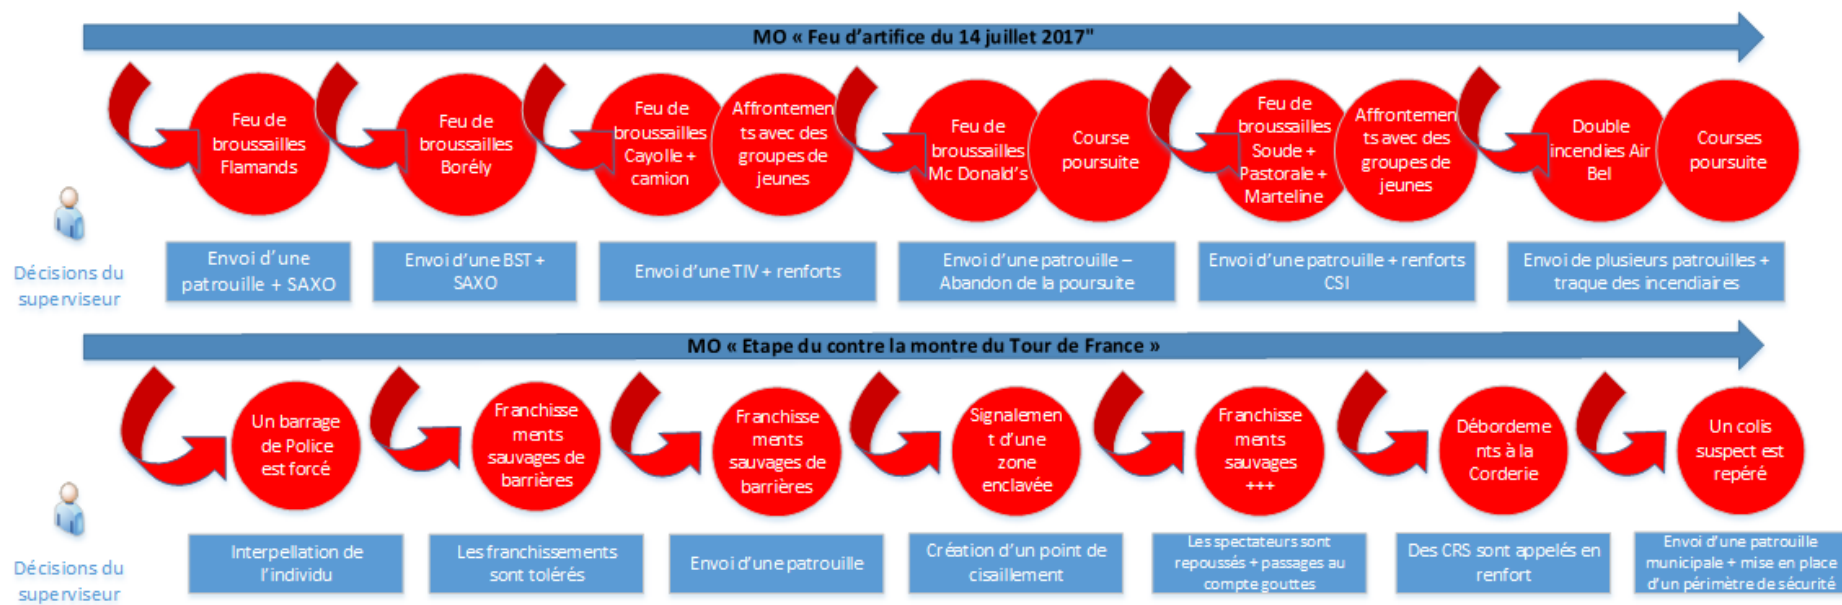 MO « Feu d'artifice du 14 juillet 2017"
Feu de
broussailles
Flamands
Feu de
broussailles
Borély
Feu de
broussailles
Cayolle +
camion
Affrontemen
ts avec des
groupes de
jeunes
Feu de
broussailles
Mc Donald's
Course
poursuite
Feu de
broussailles
Soude +
Pastorale +
Marteline
Affrontemen
ts avec des
groupes de
jeunes
Double
incendies Air
Bel
Courses
poursuite
Décisions du
superviseur
Envoi d'une
patrouille + SAXO
Envoi d'une BST +
SAXO
Envoi d'une TIV + renforts
Envoi d'une patrouille –
Abandon de la poursuite
Envoi d'une patrouille + renforts
CSI
Envoi de plusieurs patrouilles +
traque des incendiaires
MO « Etape du contre la montre du Tour de France »
Un barrage
de Police
est forcé
Franchisse
ments
sauvages de
barrières
Franchisse
ments
sauvages de
barrières
Signalemen
t d'une
zone
enclavée
Franchisse
ments
sauvages
+++
Débordeme
nts à la
Corderie
Un colis
suspect est
repéré
Décisions du
superviseur
Interpellation de
l'individu
Les franchissements
sont tolérés
Envoi d'une patrouille
Création d'un point de
cisaillement
Les spectateurs sont
repoussés + passages au
compte gouttes
Des CRS sont appelés en
renfort
Envoi d'une patrouille
municipale + mise en place
d'un périmètre de sécurité